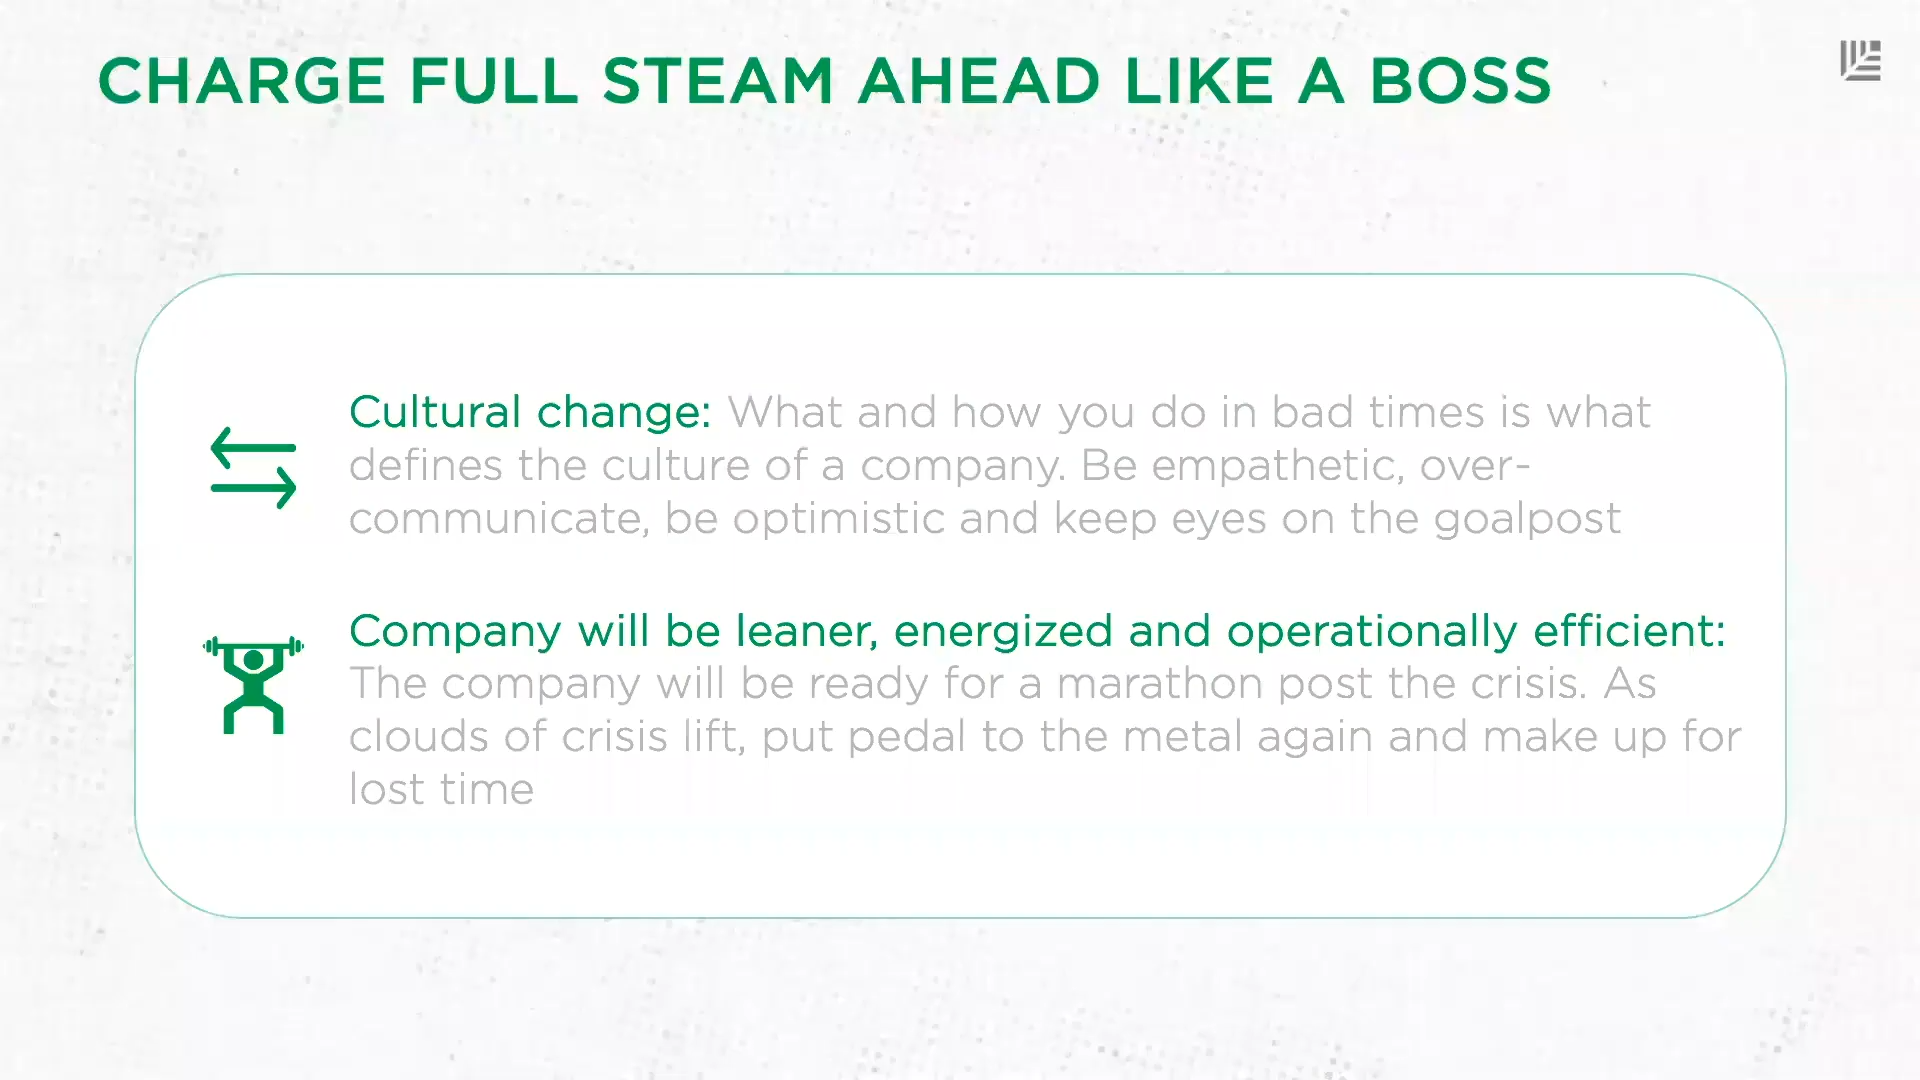 CHARGE FULL STEAM AHEAD LIKE A BOSS
Cultural change: What and how you do in bad times is what
defines the culture of a company. Be empathetic, over-
communicate, be optimistic and keep eyes on the goalpost
Company will be leaner, energized and operationally efficient:
The company will be ready for a marathon post the crisis. As
clouds of crisis lift, put pedal to the metal again and make up for
lost time